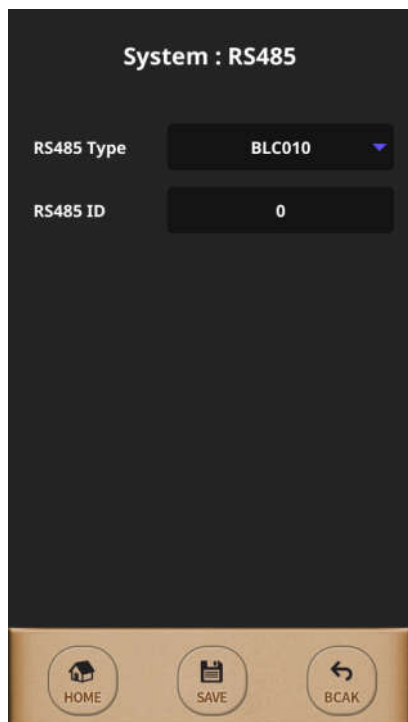 System : RS485
RS485 Type BLC010
RS485 ID 0
HOME SAVE BCAK